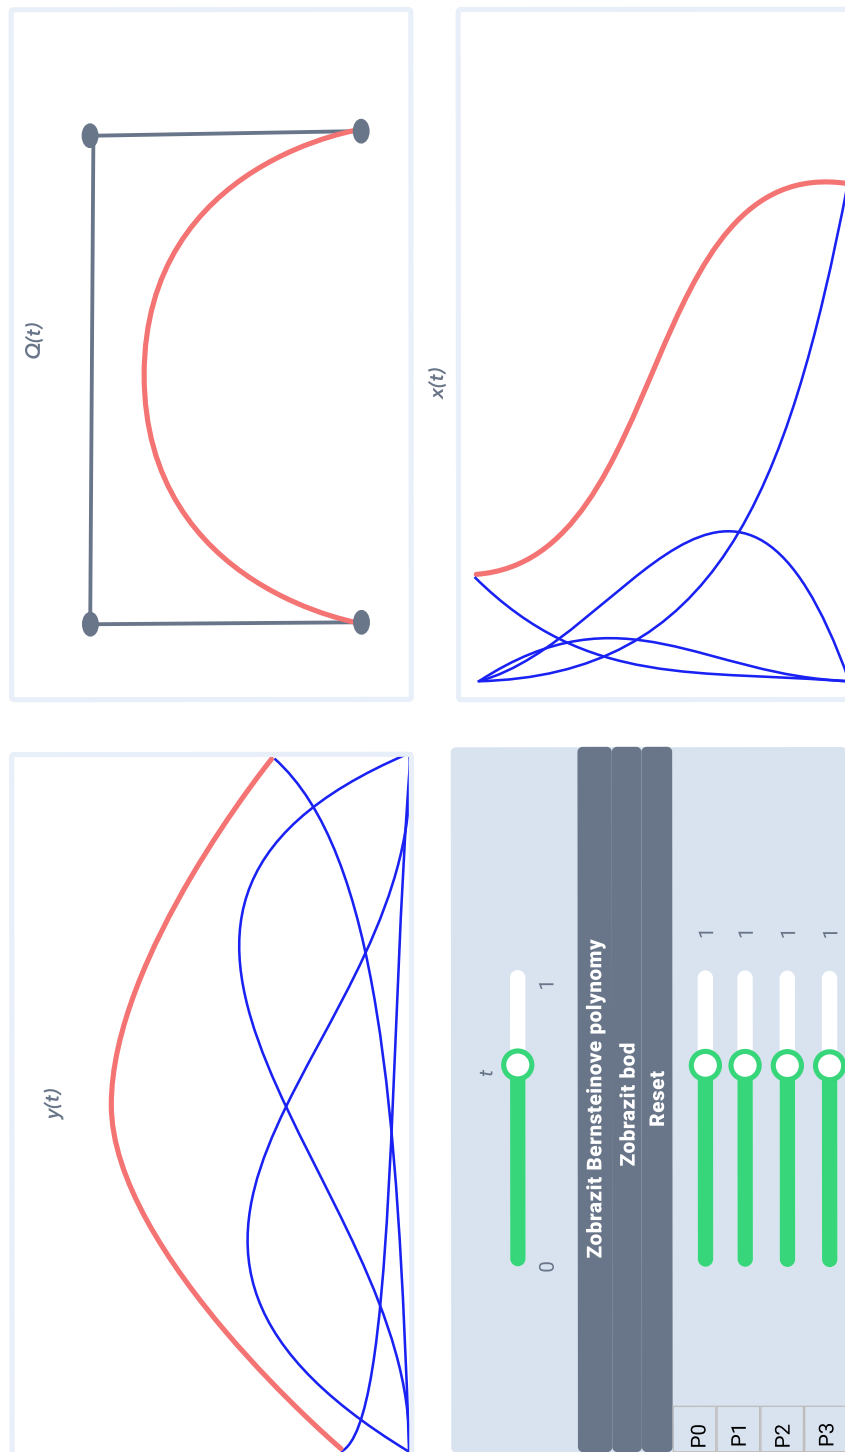 Q(t)
x(t)
y(t)
t
0
1
Zobrazit Bernsteinove polynomy
Zobrazit bod
Reset
P0
1
P1
1
P2
1
P3
1